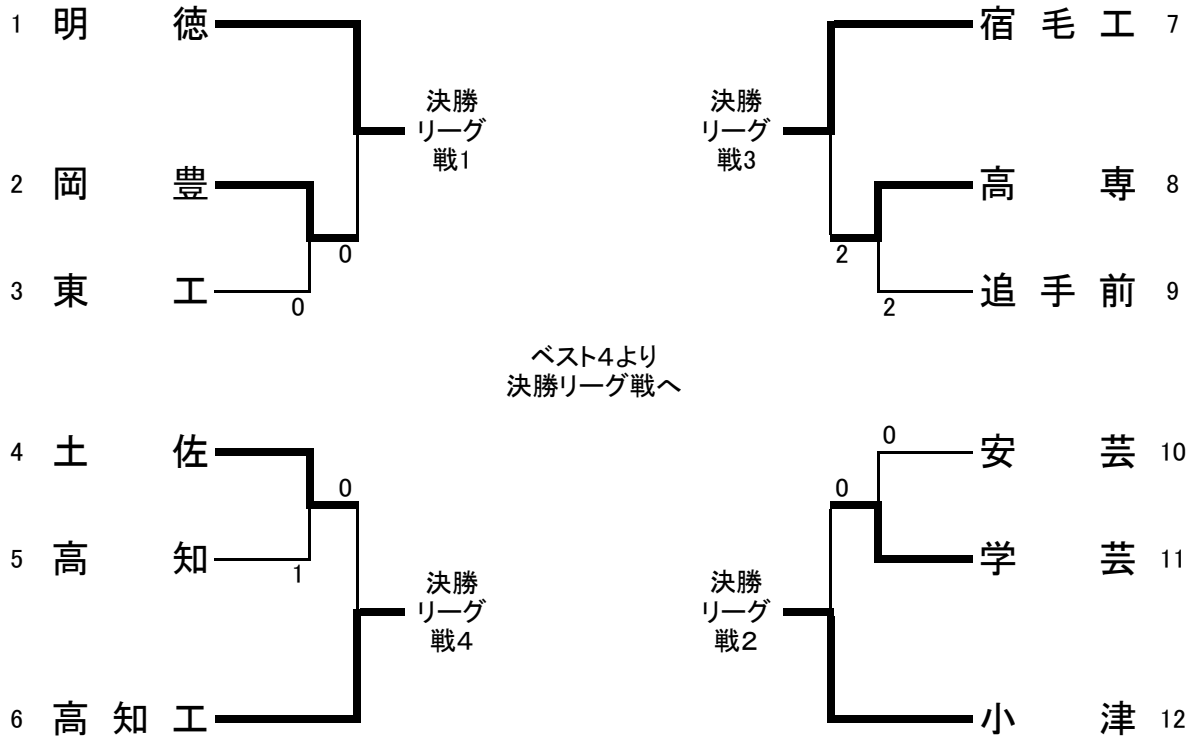 1 明徳
決勝
リーグ
戦1
2 岡豊
0
3 東工
0
宿毛工 7
決勝
リーグ
戦3
高専 8
2
追手前 9
2
ベスト4より
決勝リーグ戦へ
4 土佐
0
5 高知
1
決勝
リーグ
戦4
6 高知工
0
安芸 10
0
学芸 11
決勝
リーグ
戦2
小津 12